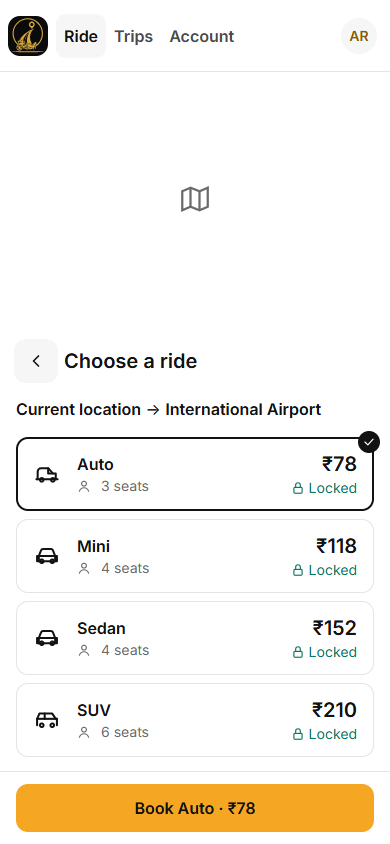 Ride Trips Account AR
Choose a ride
Current location → International Airport
Auto ₹78
3 seats Locked
Mini ₹118
4 seats Locked
Sedan ₹152
4 seats Locked
SUV ₹210
6 seats Locked
Book Auto · ₹78